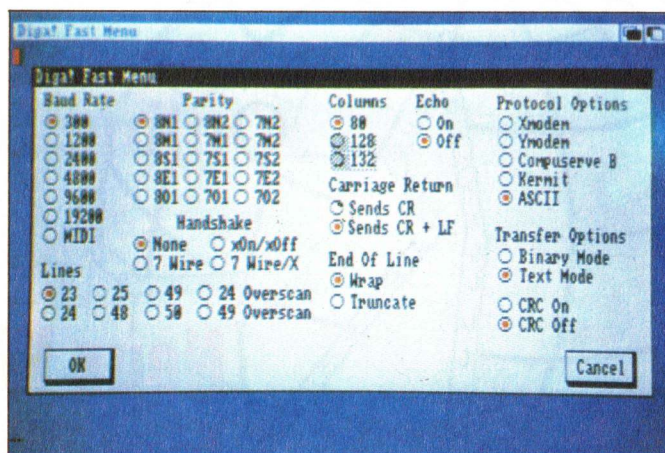 Diga! Fast Menu
Diga! Fast Menu
Baud Rate
300
1200
2400
4800
9600
19200
MIDI
Parity
8N1 8N2 7N2
8M1 7M1 7M2
8S1 7S1 7S2
8E1 7E1 7E2
8O1 7O1 7O2
Handshake
None xOn/xOff
7 Wire 7 Wire/X
Lines
23 25 49 24 Overscan
24 48 50 49 Overscan
Columns
80
128
132
Echo
On
Off
Carriage Return
Sends CR
Sends CR + LF
End Of Line
Wrap
Truncate
Protocol Options
Xmodem
Ymodem
Compuserve B
Kermit
ASCII
Transfer Options
Binary Mode
Text Mode
CRC On
CRC Off
OK
Cancel